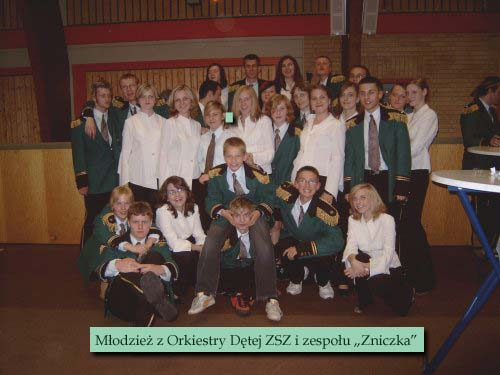 Młodzież z Orkiestry Dętej ZSZ i zespołu „Zniczka”